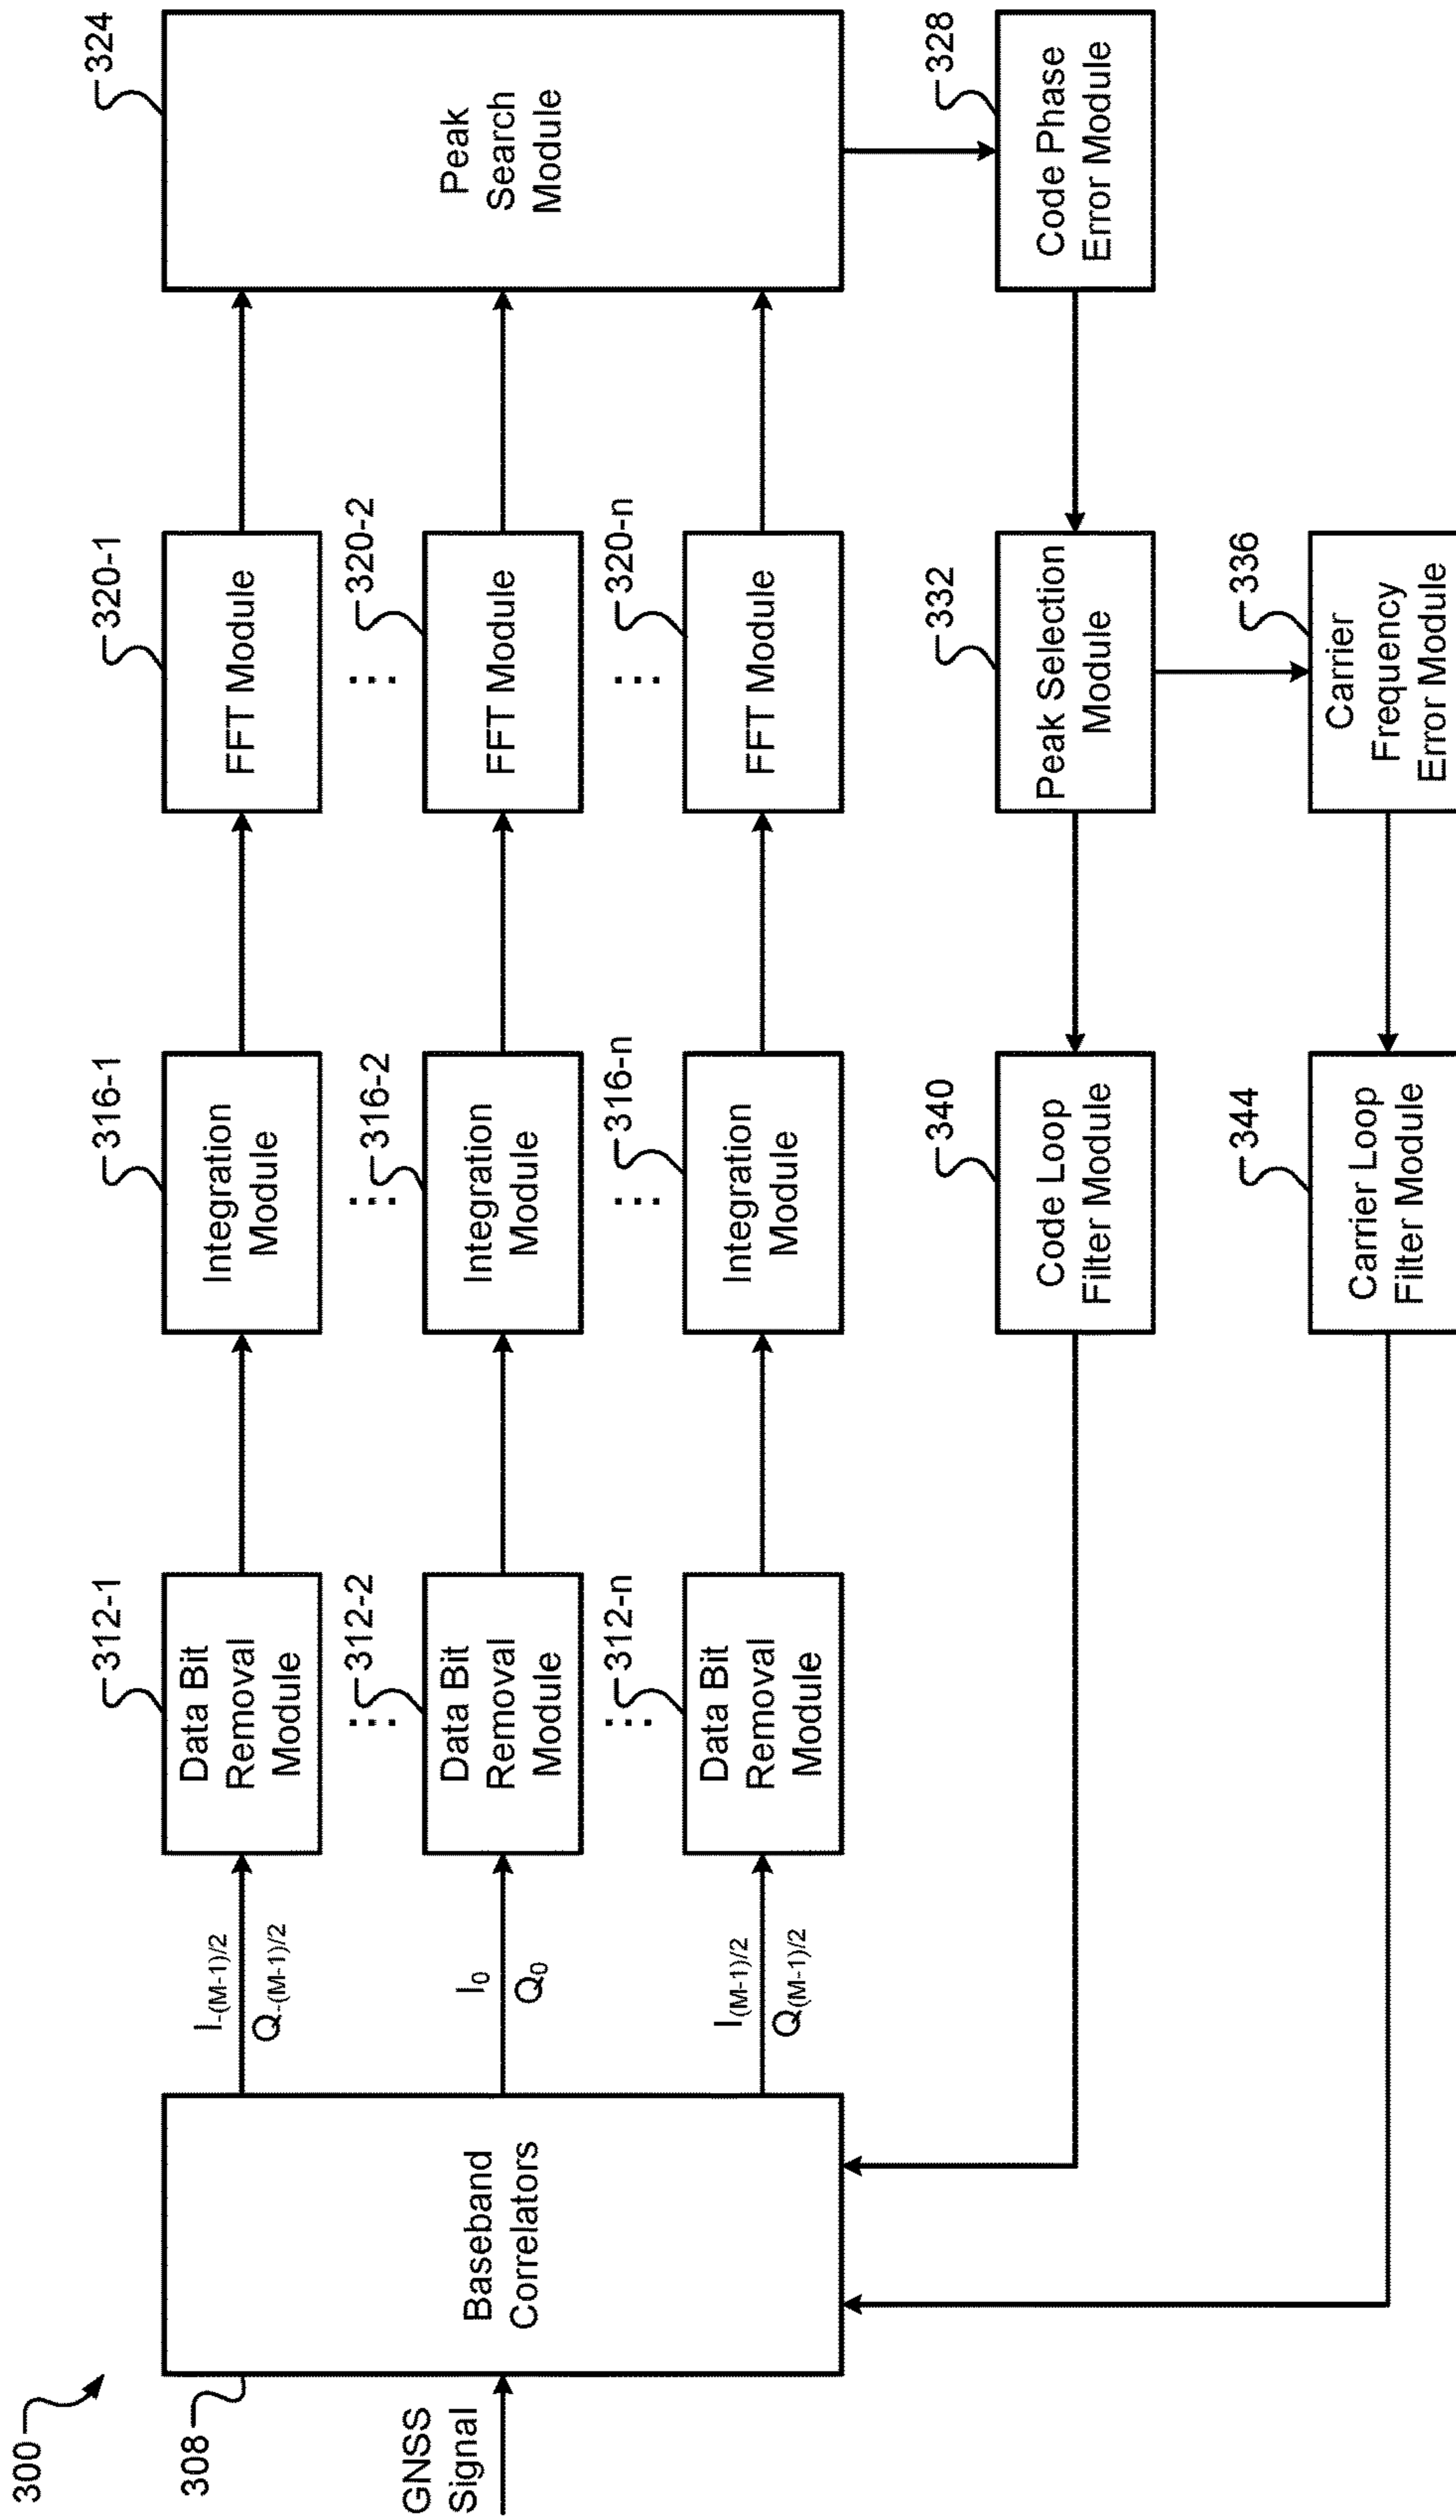 300
308
GNSS
Signal
Baseband
Correlators
I-(M-1)/2
Q-(M-1)/2
312-1
Data Bit
Removal
Module
316-1
Integration
Module
320-1
FFT Module
324
Peak
Search
Module
I0
Q0
⋮ 312-2
Data Bit
Removal
Module
⋮ 316-2
Integration
Module
⋮ 320-2
FFT Module
I(M-1)/2
Q(M-1)/2
⋮ 312-n
Data Bit
Removal
Module
⋮ 316-n
Integration
Module
⋮ 320-n
FFT Module
340
Code Loop
Filter Module
332
Peak Selection
Module
328
Code Phase
Error Module
344
Carrier Loop
Filter Module
336
Carrier
Frequency
Error Module